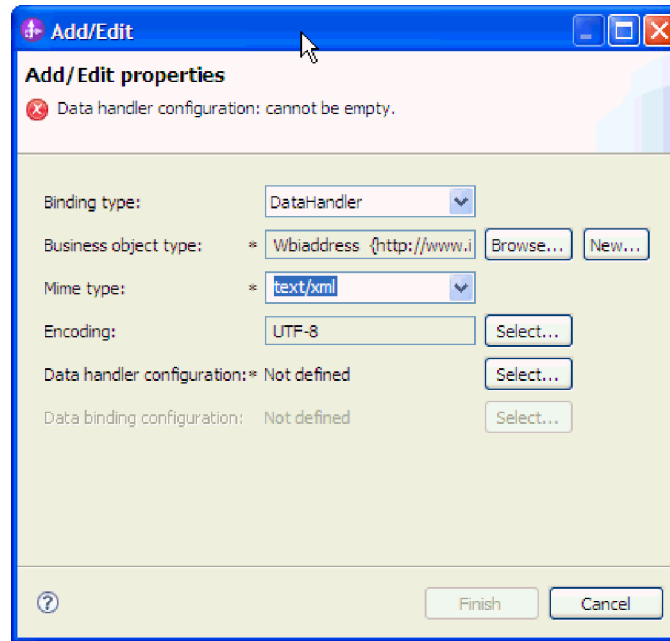 Add/Edit
Add/Edit properties
Data handler configuration: cannot be empty.
Binding type: DataHandler
Business object type: * Wbiaddress {http://www.i Browse... New...
Mime type: * text/xml
Encoding: UTF-8 Select...
Data handler configuration:* Not defined Select...
Data binding configuration: Not defined Select...
? Finish Cancel